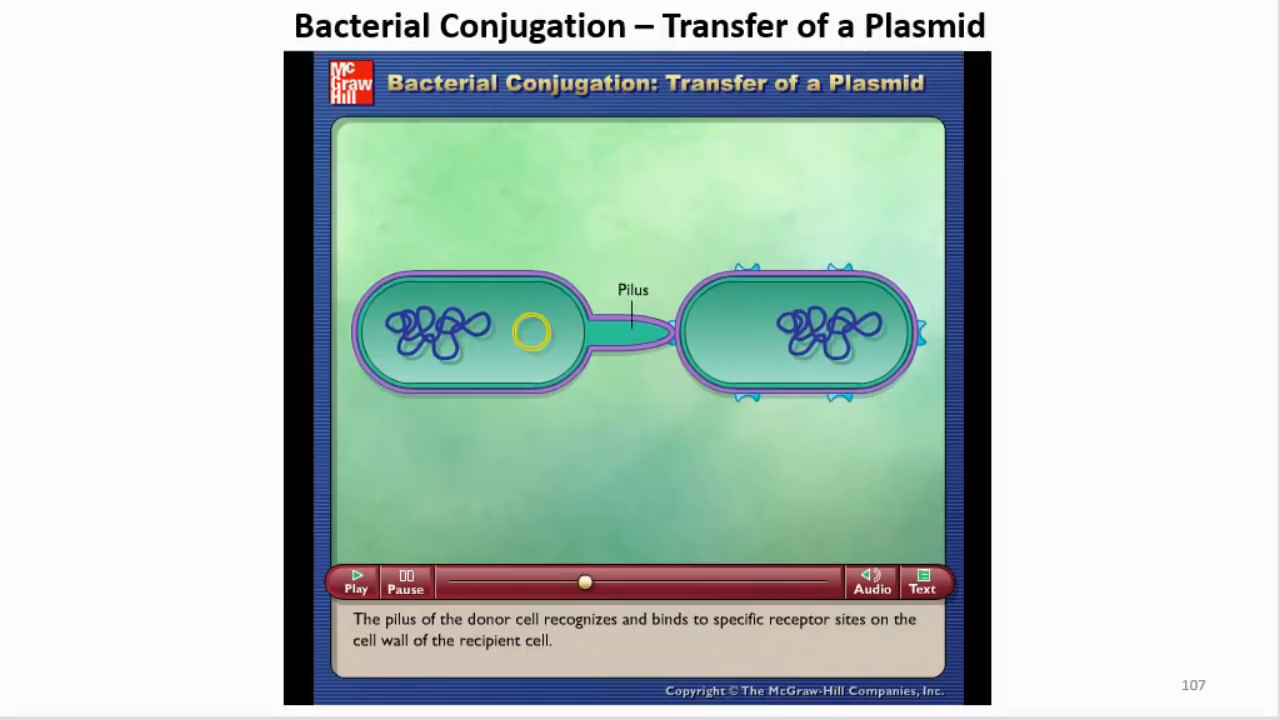 Bacterial Conjugation – Transfer of a Plasmid
Mc
Graw
Hill
Bacterial Conjugation: Transfer of a Plasmid
Pilus
Play
Pause
Audio
Text
The pilus of the donor cell recognizes and binds to specific receptor sites on the
cell wall of the recipient cell.
Copyright © The McGraw-Hill Companies, Inc.
107